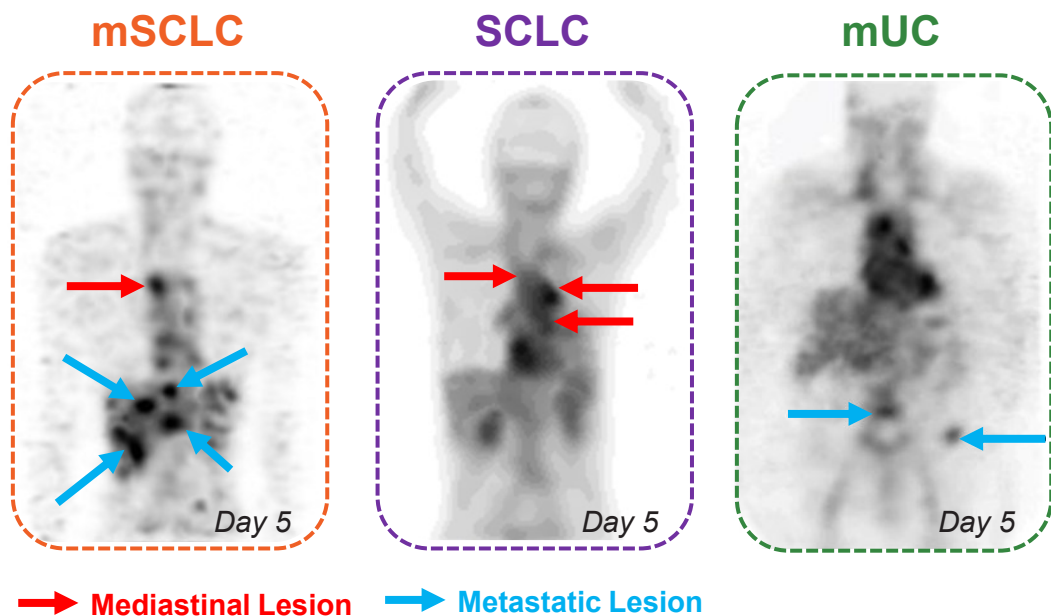 mSCLC
SCLC
mUC
Day 5
Day 5
Day 5
Mediastinal Lesion
Metastatic Lesion